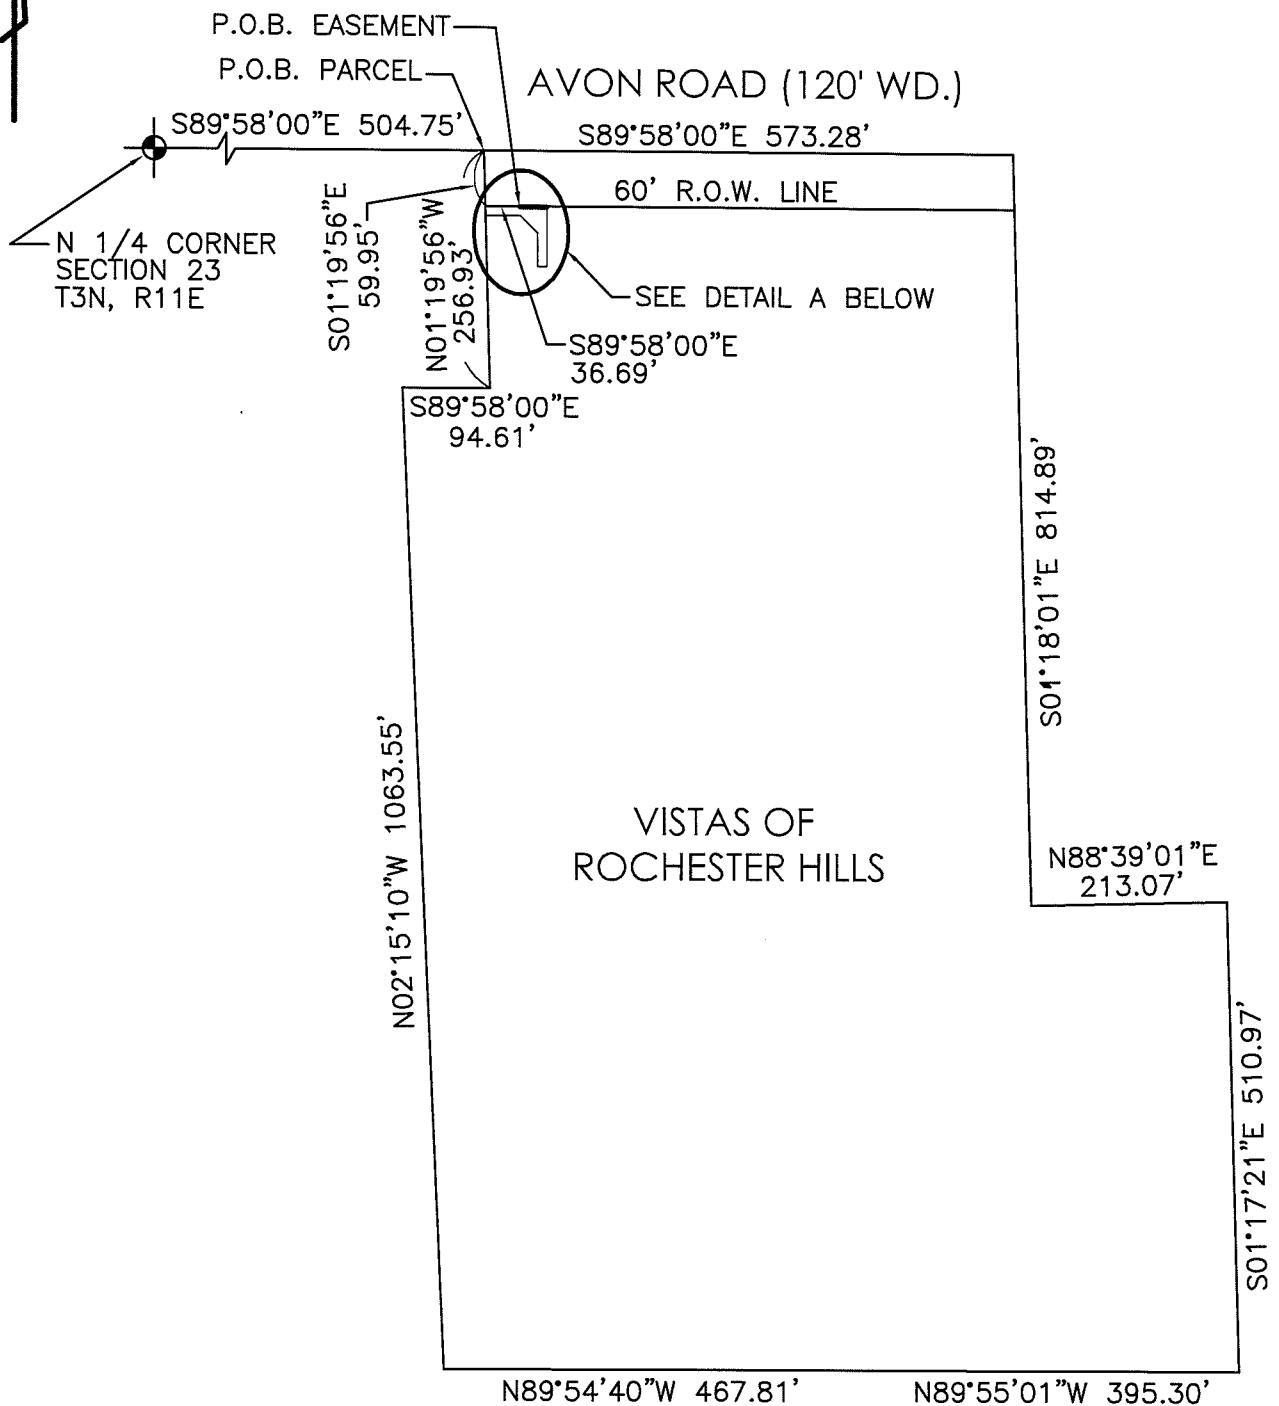 P.O.B. EASEMENT
P.O.B. PARCEL
AVON ROAD (120' WD.)
S89°58'00"E 504.75'
S89°58'00"E 573.28'
60' R.O.W. LINE
N 1/4 CORNER
SECTION 23
T3N, R11E
S01°19'56"E
59.95'
N01°19'56"W
256.93'
SEE DETAIL A BELOW
S89°58'00"E
36.69'
S89°58'00"E
94.61'
S01°18'01"E 814.89'
N02°15'10"W 1063.55'
VISTAS OF
ROCHESTER HILLS
N88°39'01"E
213.07'
S01°17'21"E 510.97'
N89°54'40"W 467.81'
N89°55'01"W 395.30'